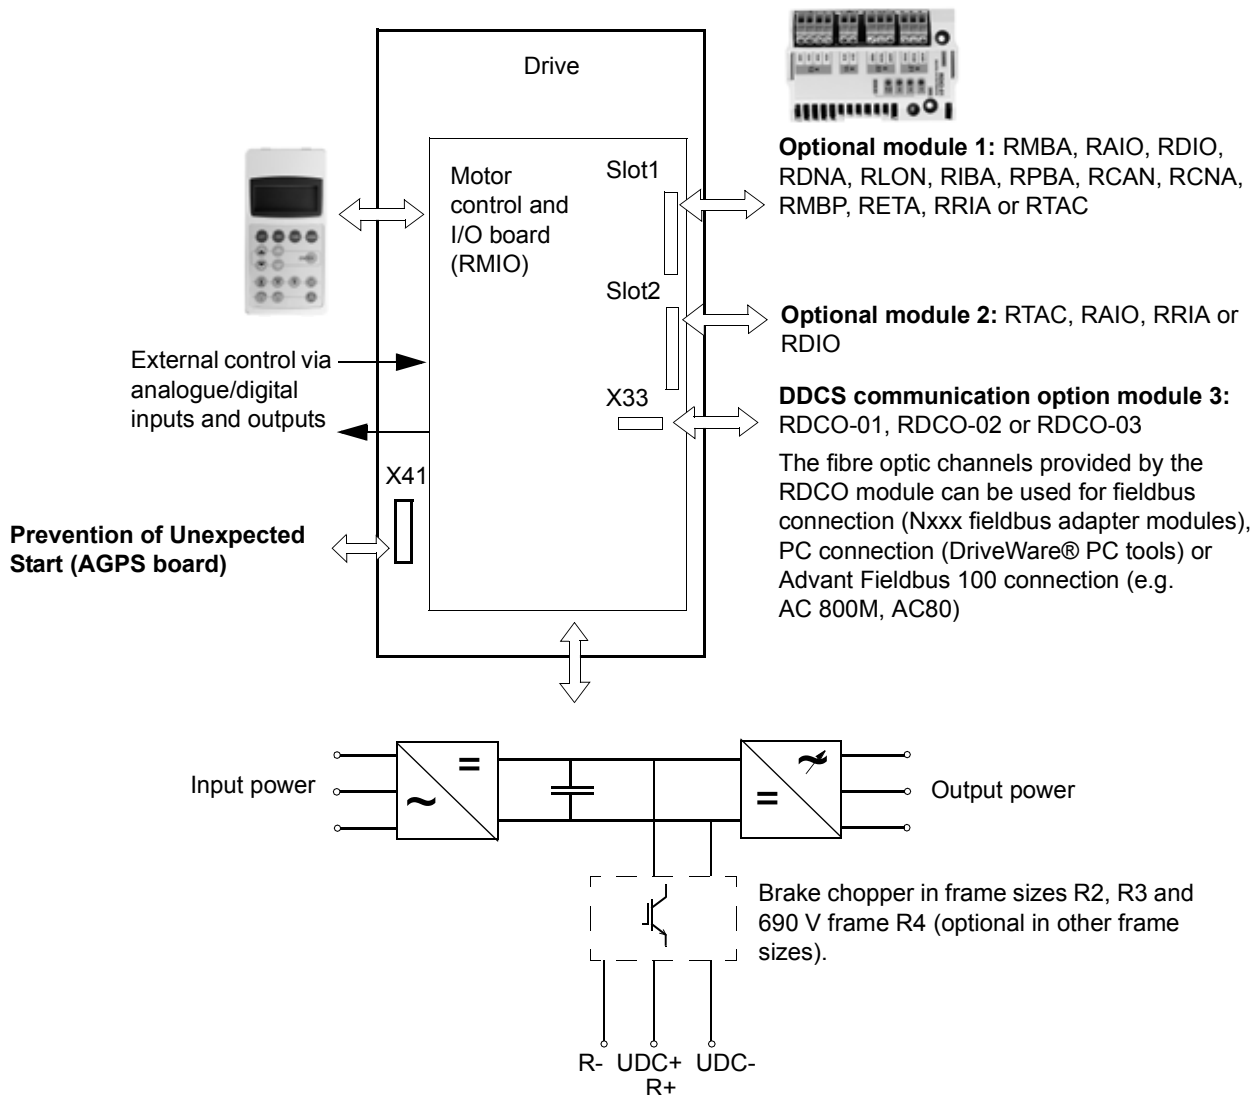 Drive
Optional module 1: RMBA, RAIO, RDIO,
RDNA, RLON, RIBA, RPBA, RCAN, RCNA,
RMBP, RETA, RRIA or RTAC
Motor
control and
I/O board
(RMIO)
Slot1
Slot2
Optional module 2: RTAC, RAIO, RRIA or
RDIO
External control via
analogue/digital
inputs and outputs
X33
DDCS communication option module 3:
RDCO-01, RDCO-02 or RDCO-03
The fibre optic channels provided by the
RDCO module can be used for fieldbus
connection (Nxxx fieldbus adapter modules),
PC connection (DriveWare® PC tools) or
Advant Fieldbus 100 connection (e.g.
AC 800M, AC80)
X41
Prevention of Unexpected
Start (AGPS board)
Input power
= ~
= ~
Output power
Brake chopper in frame sizes R2, R3 and
690 V frame R4 (optional in other frame
sizes).
R- UDC+ UDC-
R+